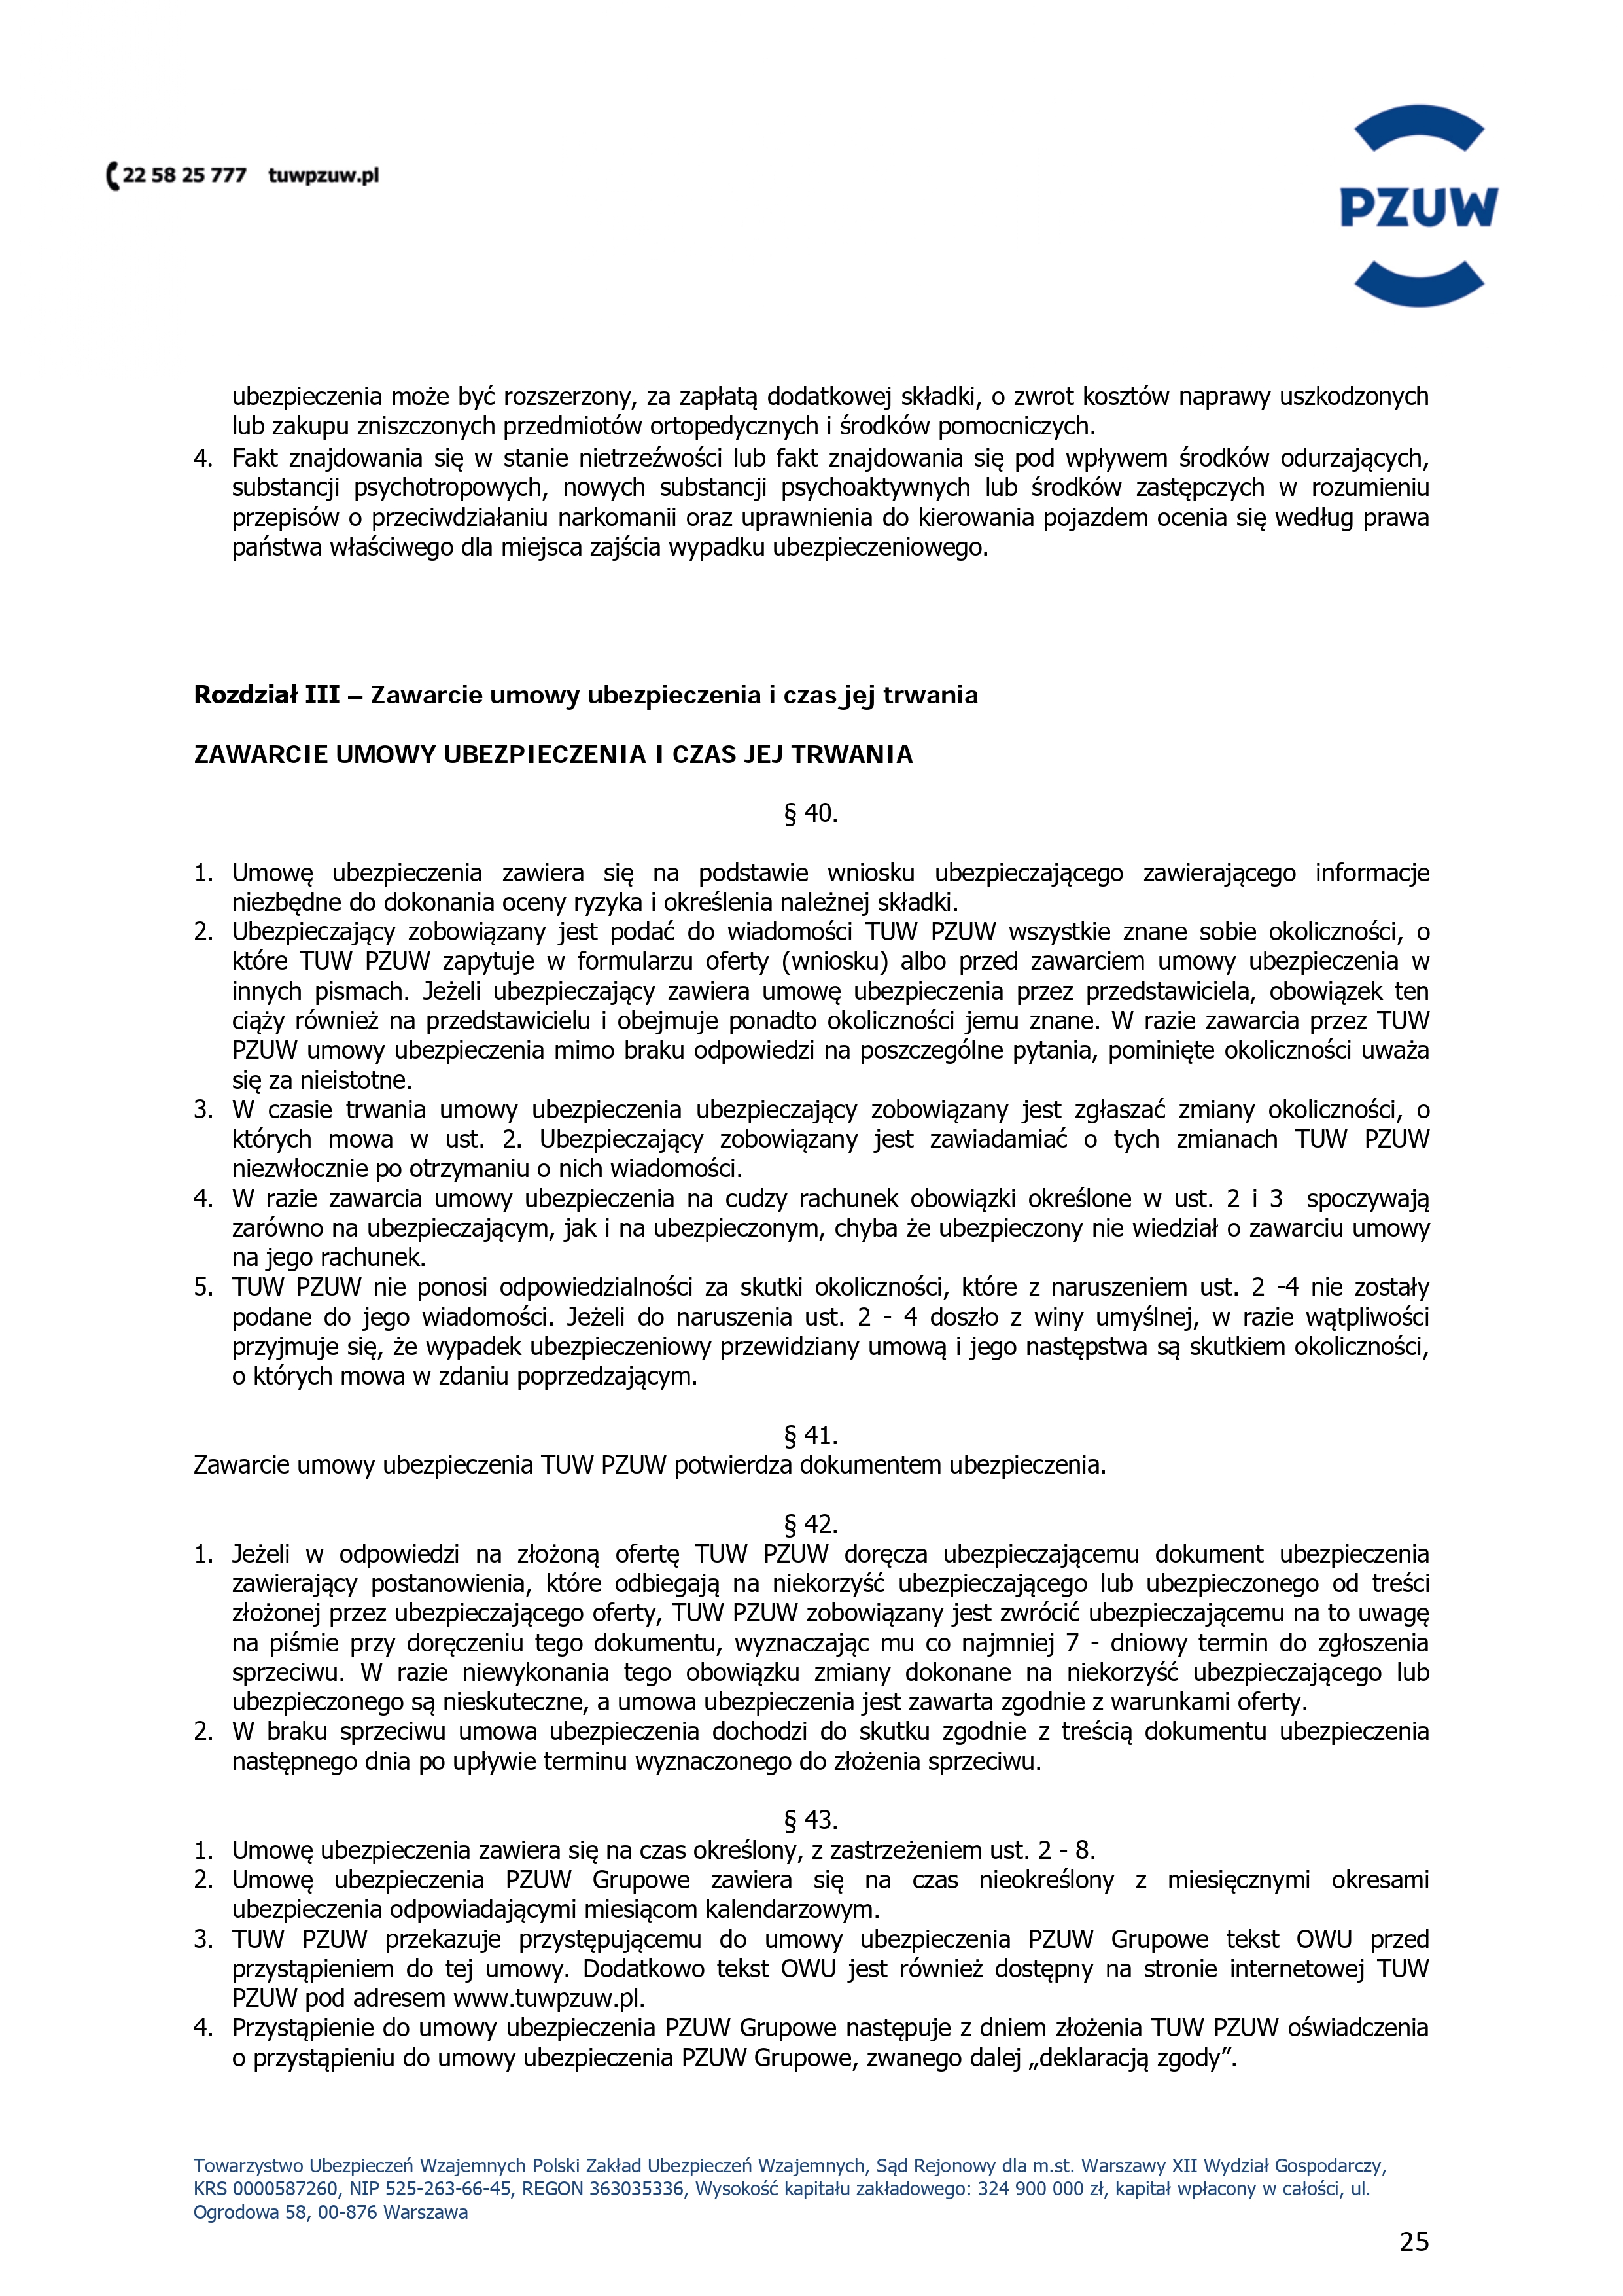 22 58 25 777 tuwpzuw.pl
PZUW
ubezpieczenia może być rozszerzony, za zapłatą dodatkowej składki, o zwrot kosztów naprawy uszkodzonych
lub zakupu zniszczonych przedmiotów ortopedycznych i środków pomocniczych.
4. Fakt znajdowania się w stanie nietrzeźwości lub fakt znajdowania się pod wpływem środków odurzających,
substancji psychotropowych, nowych substancji psychoaktywnych lub środków zastępczych w rozumieniu
przepisów o przeciwdziałaniu narkomanii oraz uprawnienia do kierowania pojazdem ocenia się według prawa
państwa właściwego dla miejsca zajścia wypadku ubezpieczeniowego.
Rozdział III – Zawarcie umowy ubezpieczenia i czas jej trwania
ZAWARCIE UMOWY UBEZPIECZENIA I CZAS JEJ TRWANIA
§ 40.
1. Umowę ubezpieczenia zawiera się na podstawie wniosku ubezpieczającego zawierającego informacje
niezbędne do dokonania oceny ryzyka i określenia należnej składki.
2. Ubezpieczający zobowiązany jest podać do wiadomości TUW PZUW wszystkie znane sobie okoliczności, o
które TUW PZUW zapytuje w formularzu oferty (wniosku) albo przed zawarciem umowy ubezpieczenia w
innych pismach. Jeżeli ubezpieczający zawiera umowę ubezpieczenia przez przedstawiciela, obowiązek ten
ciąży również na przedstawicielu i obejmuje ponadto okoliczności jemu znane. W razie zawarcia przez TUW
PZUW umowy ubezpieczenia mimo braku odpowiedzi na poszczególne pytania, pominięte okoliczności uważa
się za nieistotne.
3. W czasie trwania umowy ubezpieczenia ubezpieczający zobowiązany jest zgłaszać zmiany okoliczności, o
których mowa w ust. 2. Ubezpieczający zobowiązany jest zawiadamiać o tych zmianach TUW PZUW
niezwłocznie po otrzymaniu o nich wiadomości.
4. W razie zawarcia umowy ubezpieczenia na cudzy rachunek obowiązki określone w ust. 2 i 3 spoczywają
zarówno na ubezpieczającym, jak i na ubezpieczonym, chyba że ubezpieczony nie wiedział o zawarciu umowy
na jego rachunek.
5. TUW PZUW nie ponosi odpowiedzialności za skutki okoliczności, które z naruszeniem ust. 2 -4 nie zostały
podane do jego wiadomości. Jeżeli do naruszenia ust. 2 - 4 doszło z winy umyślnej, w razie wątpliwości
przyjmuje się, że wypadek ubezpieczeniowy przewidziany umową i jego następstwa są skutkiem okoliczności,
o których mowa w zdaniu poprzedzającym.
§ 41.
Zawarcie umowy ubezpieczenia TUW PZUW potwierdza dokumentem ubezpieczenia.
§ 42.
1. Jeżeli w odpowiedzi na złożoną ofertę TUW PZUW doręcza ubezpieczającemu dokument ubezpieczenia
zawierający postanowienia, które odbiegają na niekorzyść ubezpieczającego lub ubezpieczonego od treści
złożonej przez ubezpieczającego oferty, TUW PZUW zobowiązany jest zwrócić ubezpieczającemu na to uwagę
na piśmie przy doręczeniu tego dokumentu, wyznaczając mu co najmniej 7 - dniowy termin do zgłoszenia
sprzeciwu. W razie niewykonania tego obowiązku zmiany dokonane na niekorzyść ubezpieczającego lub
ubezpieczonego są nieskuteczne, a umowa ubezpieczenia jest zawarta zgodnie z warunkami oferty.
2. W braku sprzeciwu umowa ubezpieczenia dochodzi do skutku zgodnie z treścią dokumentu ubezpieczenia
następnego dnia po upływie terminu wyznaczonego do złożenia sprzeciwu.
§ 43.
1. Umowę ubezpieczenia zawiera się na czas określony, z zastrzeżeniem ust. 2 - 8.
2. Umowę ubezpieczenia PZUW Grupowe zawiera się na czas nieokreślony z miesięcznymi okresami
ubezpieczenia odpowiadającymi miesiącom kalendarzowym.
3. TUW PZUW przekazuje przystępującemu do umowy ubezpieczenia PZUW Grupowe tekst OWU przed
przystąpieniem do tej umowy. Dodatkowo tekst OWU jest również dostępny na stronie internetowej TUW
PZUW pod adresem www.tuwpzuw.pl.
4. Przystąpienie do umowy ubezpieczenia PZUW Grupowe następuje z dniem złożenia TUW PZUW oświadczenia
o przystąpieniu do umowy ubezpieczenia PZUW Grupowe, zwanego dalej „deklaracją zgody”.
Towarzystwo Ubezpieczeń Wzajemnych Polski Zakład Ubezpieczeń Wzajemnych, Sąd Rejonowy dla m.st. Warszawy XII Wydział Gospodarczy,
KRS 0000587260, NIP 525-263-66-45, REGON 363035336, Wysokość kapitału zakładowego: 324 900 000 zł, kapitał wpłacony w całości, ul.
Ogrodowa 58, 00-876 Warszawa
25